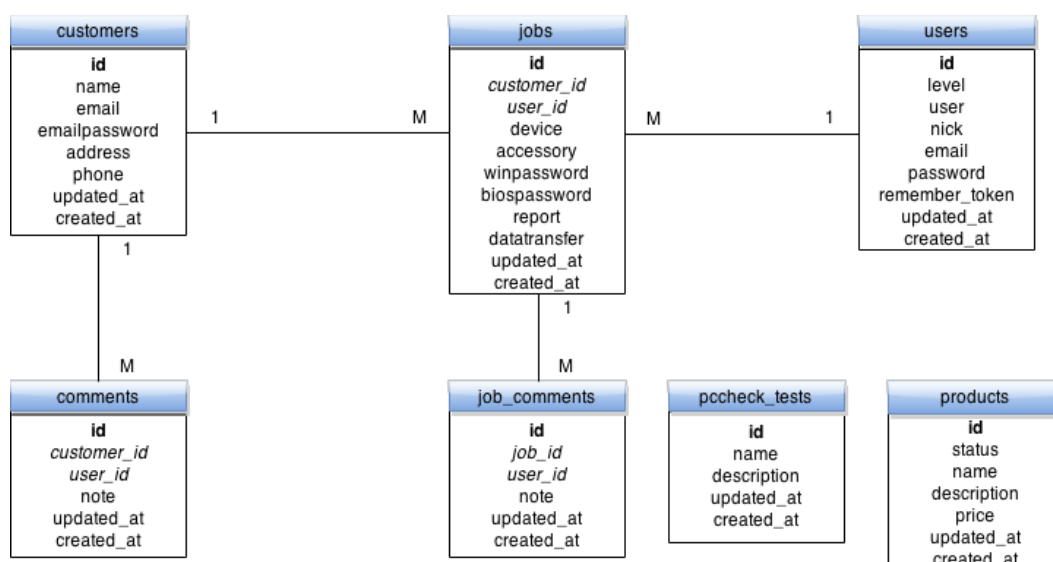 customers
id
name
email
emailpassword
address
phone
updated_at
created_at
1
M
jobs
id
customer_id
user_id
device
accessory
winpassword
biospassword
report
datatransfer
updated_at
created_at
M
1
users
id
level
user
nick
email
password
remember_token
updated_at
created_at
1
M
1
M
comments
id
customer_id
user_id
note
updated_at
created_at
job_comments
id
job_id
user_id
note
updated_at
created_at
pccheck_tests
id
name
description
updated_at
created_at
products
id
status
name
description
price
updated_at
created_at